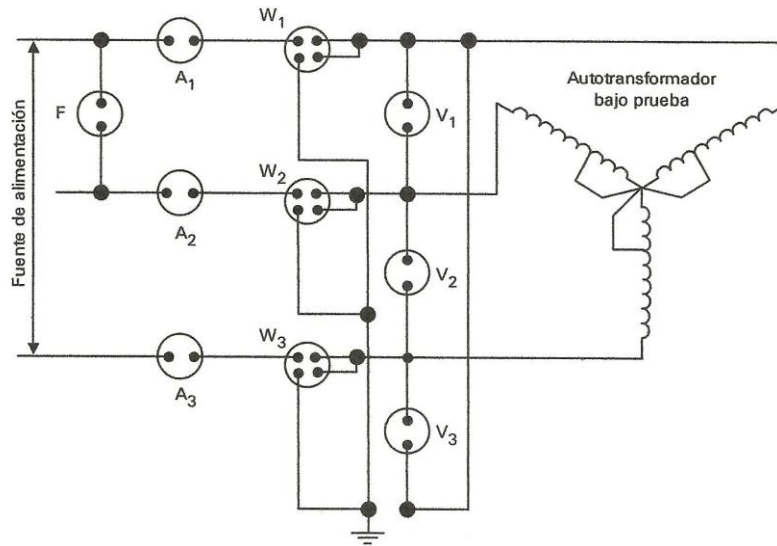 W1
A1
Autotransformador
bajo prueba
F
V1
Fuente de alimentación
W2
A2
V2
W3
A3
V3